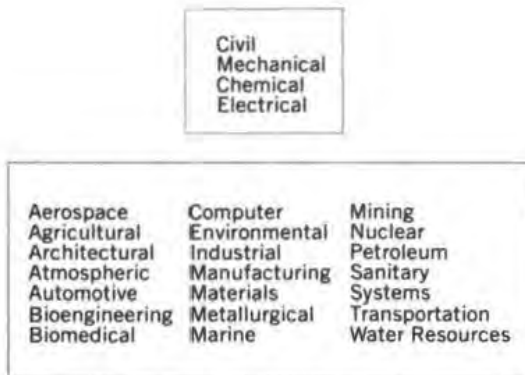 Civil
Mechanical
Chemical
Electrical
Aerospace Computer Mining
Agricultural Environmental Nuclear
Architectural Industrial Petroleum
Atmospheric Manufacturing Sanitary
Automotive Materials Systems
Bioengineering Metallurgical Transportation
Biomedical Marine Water Resources